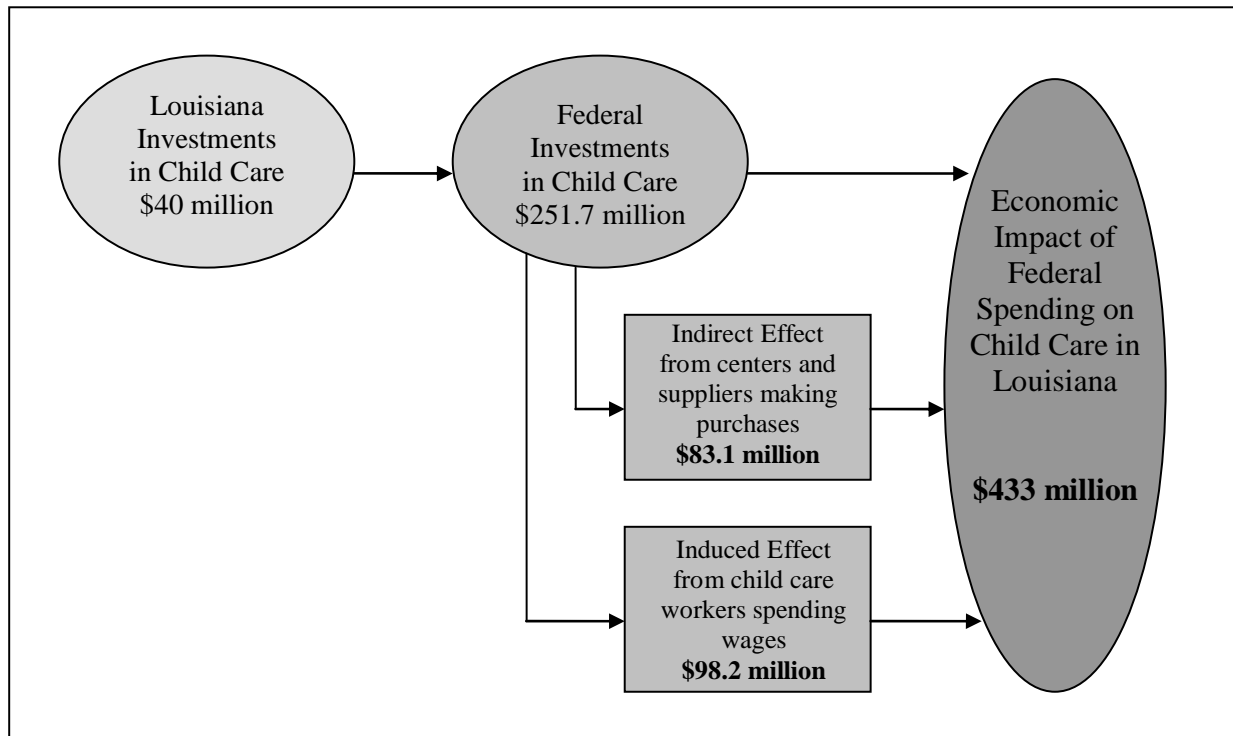 Louisiana
Investments
in Child Care
$40 million
Federal
Investments
in Child Care
$251.7 million
Indirect Effect
from centers and
suppliers making
purchases
$83.1 million
Induced Effect
from child care
workers spending
wages
$98.2 million
Economic
Impact of
Federal
Spending on
Child Care in
Louisiana
$433 million